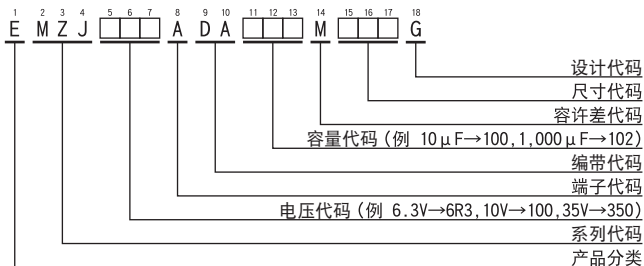 1 2 3 4 5 6 7 8 9 10 11 12 13 14 15 16 17 18
E M Z J □□□ A D A □□□ M □□□ G
设计代码
尺寸代码
容许差代码
容量代码 (例 10μF→100, 1,000μF→102)
编带代码
端子代码
电压代码 (例 6.3V→6R3, 10V→100, 35V→350)
系列代码
产品分类